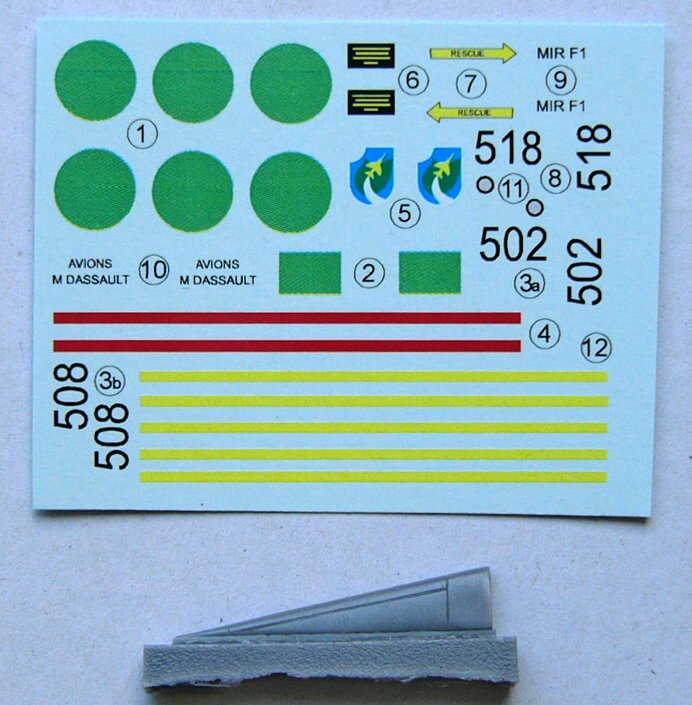 RESCUE
MIR F1
6
7
9
RESCUE
MIR F1
1
518
518
11
8
5
502
502
AVIONS
M DASSAULT
10
AVIONS
M DASSAULT
2
3a
4
12
508
3b
508